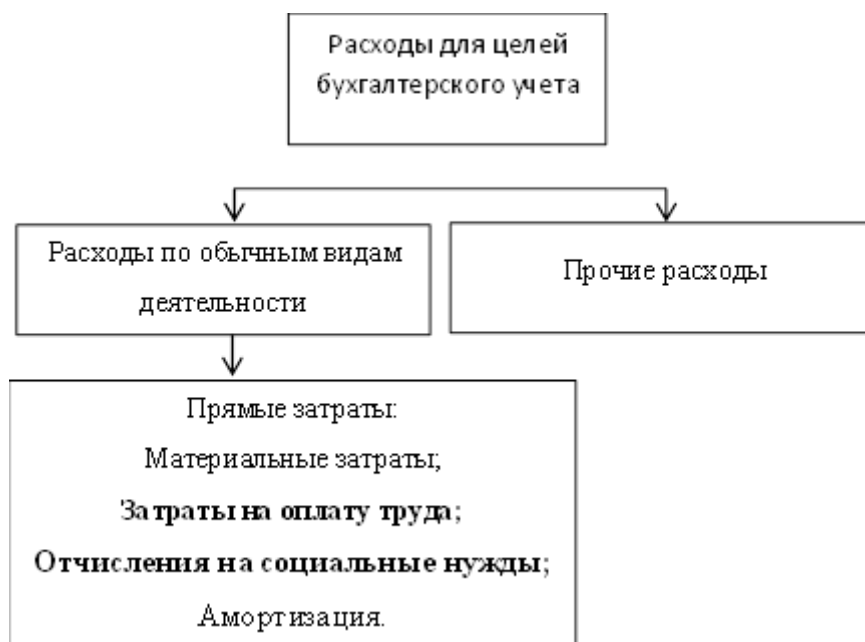 Расходы для целей
бухгалтерского учета
Расходы по обычным видам
деятельности
Прочие расходы
Прямые затраты:
Материальные затраты;
Затраты на оплату труда;
Отчисления на социальные нужды;
Амортизация.